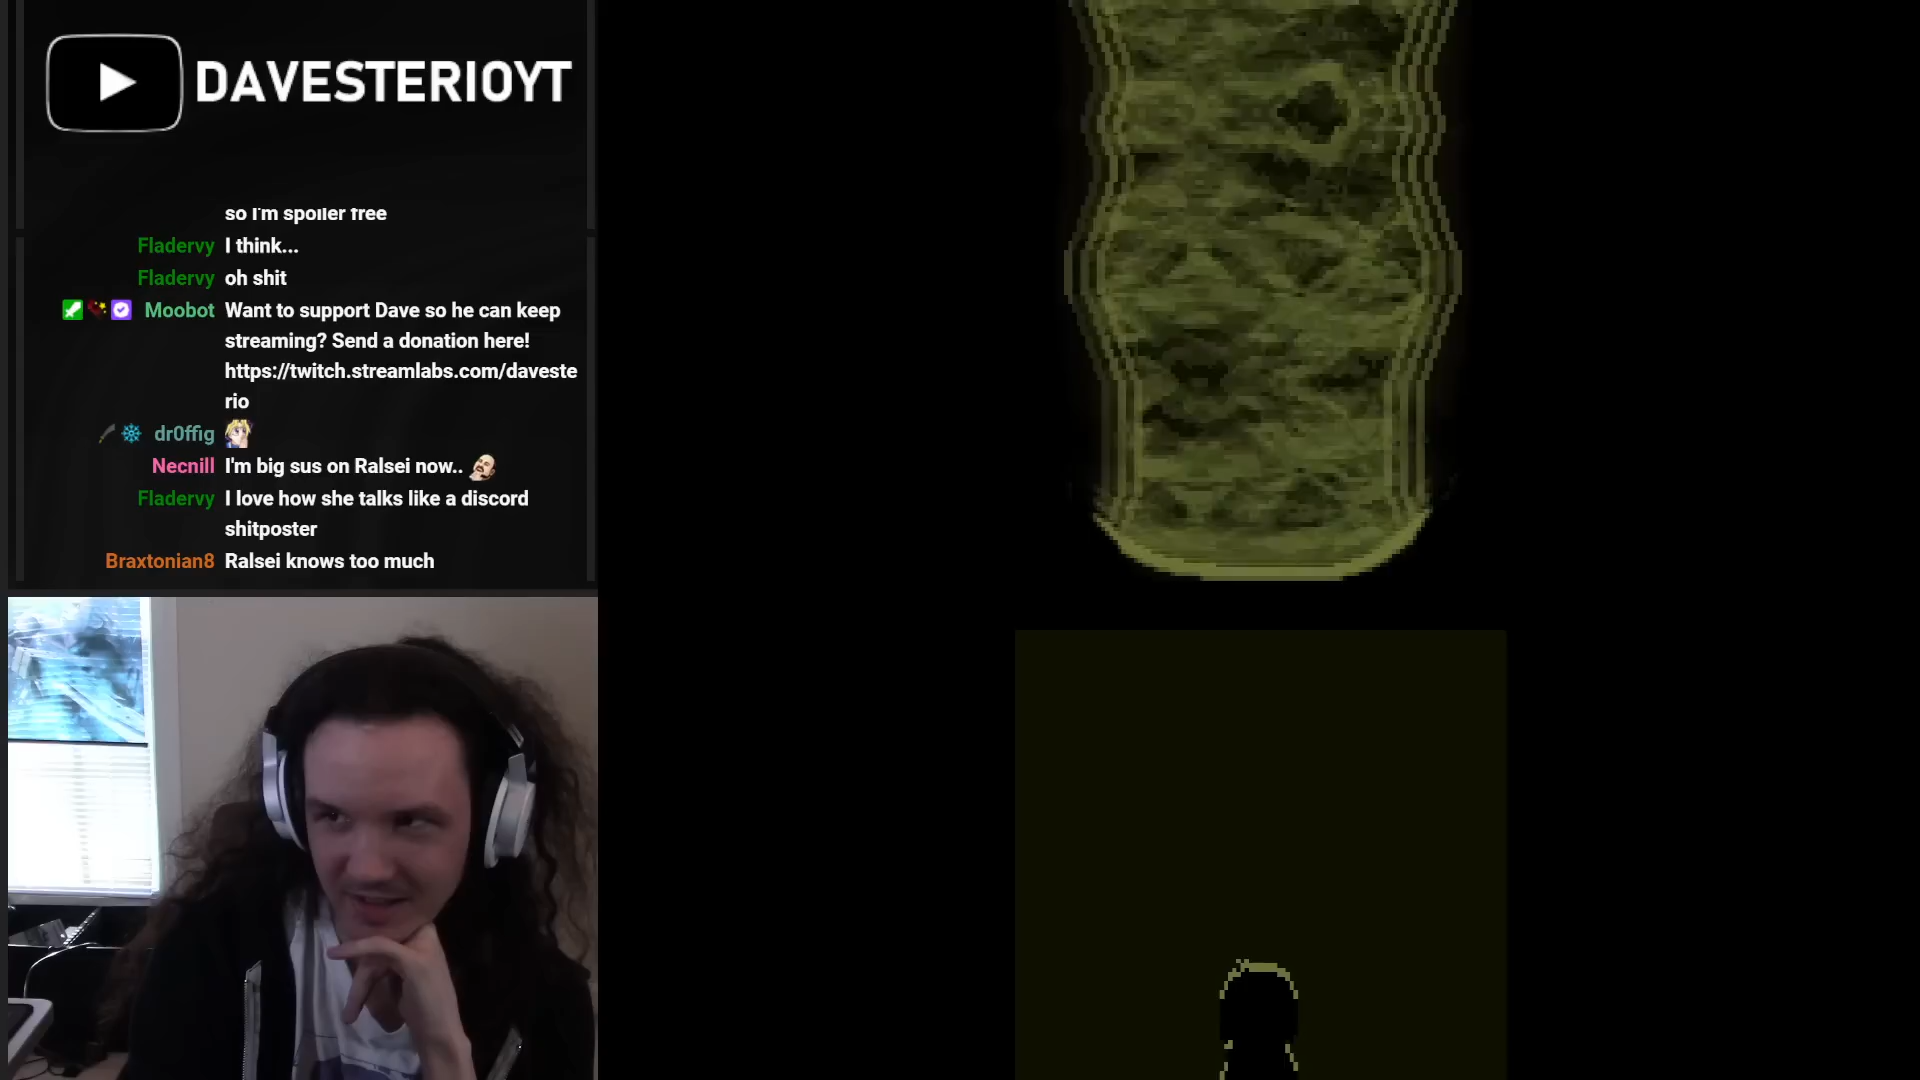 DAVESTERIOYT
so I'm spoiler free
Fladervy I think...
Fladervy oh shit
Moobot Want to support Dave so he can keep
streaming? Send a donation here!
https://twitch.streamlabs.com/daveste
rio
dr0ffig
Necnill I'm big sus on Ralsei now..
Fladervy I love how she talks like a discord
shitposter
Braxtonian8 Ralsei knows too much